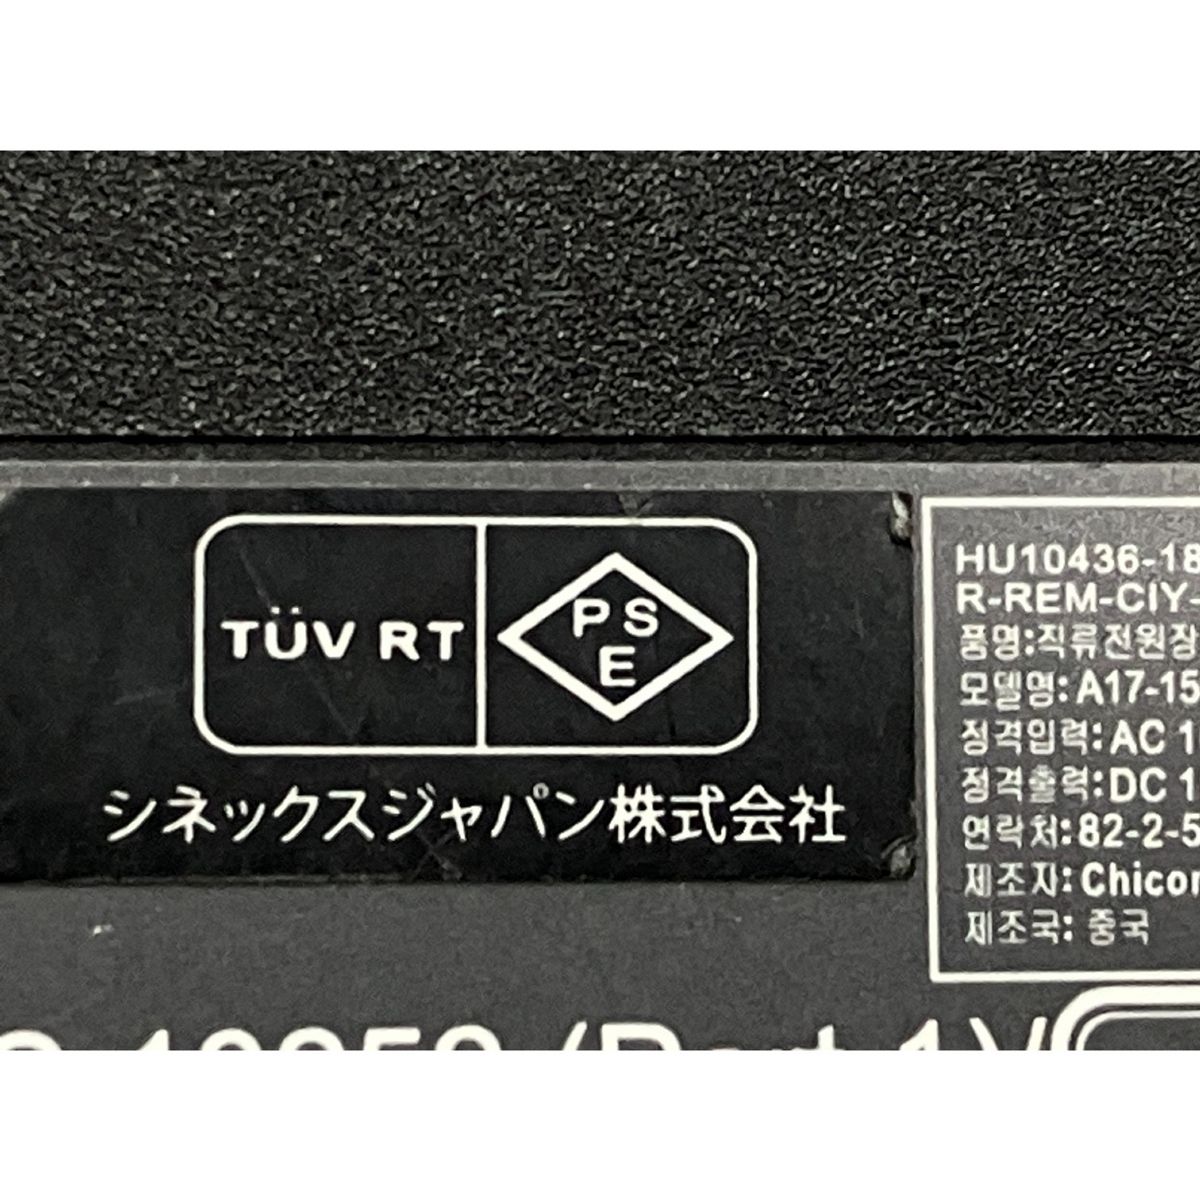 TÜV RT
PS
E
シネックスジャパン株式会社
HU10436-18
R-REM-CIY-
품명:직류전원장
모델명:A17-15
정격입력:AC 1
정격출력:DC 1
연락처:82-2-5
제조자:Chicon
제조국:중국
(Part 1)/